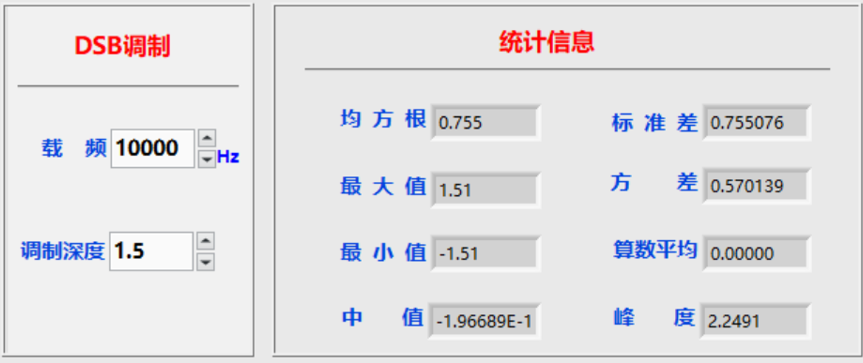 DSB调制
载 频 10000 Hz
调制深度 1.5
统计信息
均方根 0.755 标准差 0.755076
最大值 1.51 方 差 0.570139
最小值 -1.51 算数平均 0.00000
中 值 -1.96689E-1 峰 度 2.2491